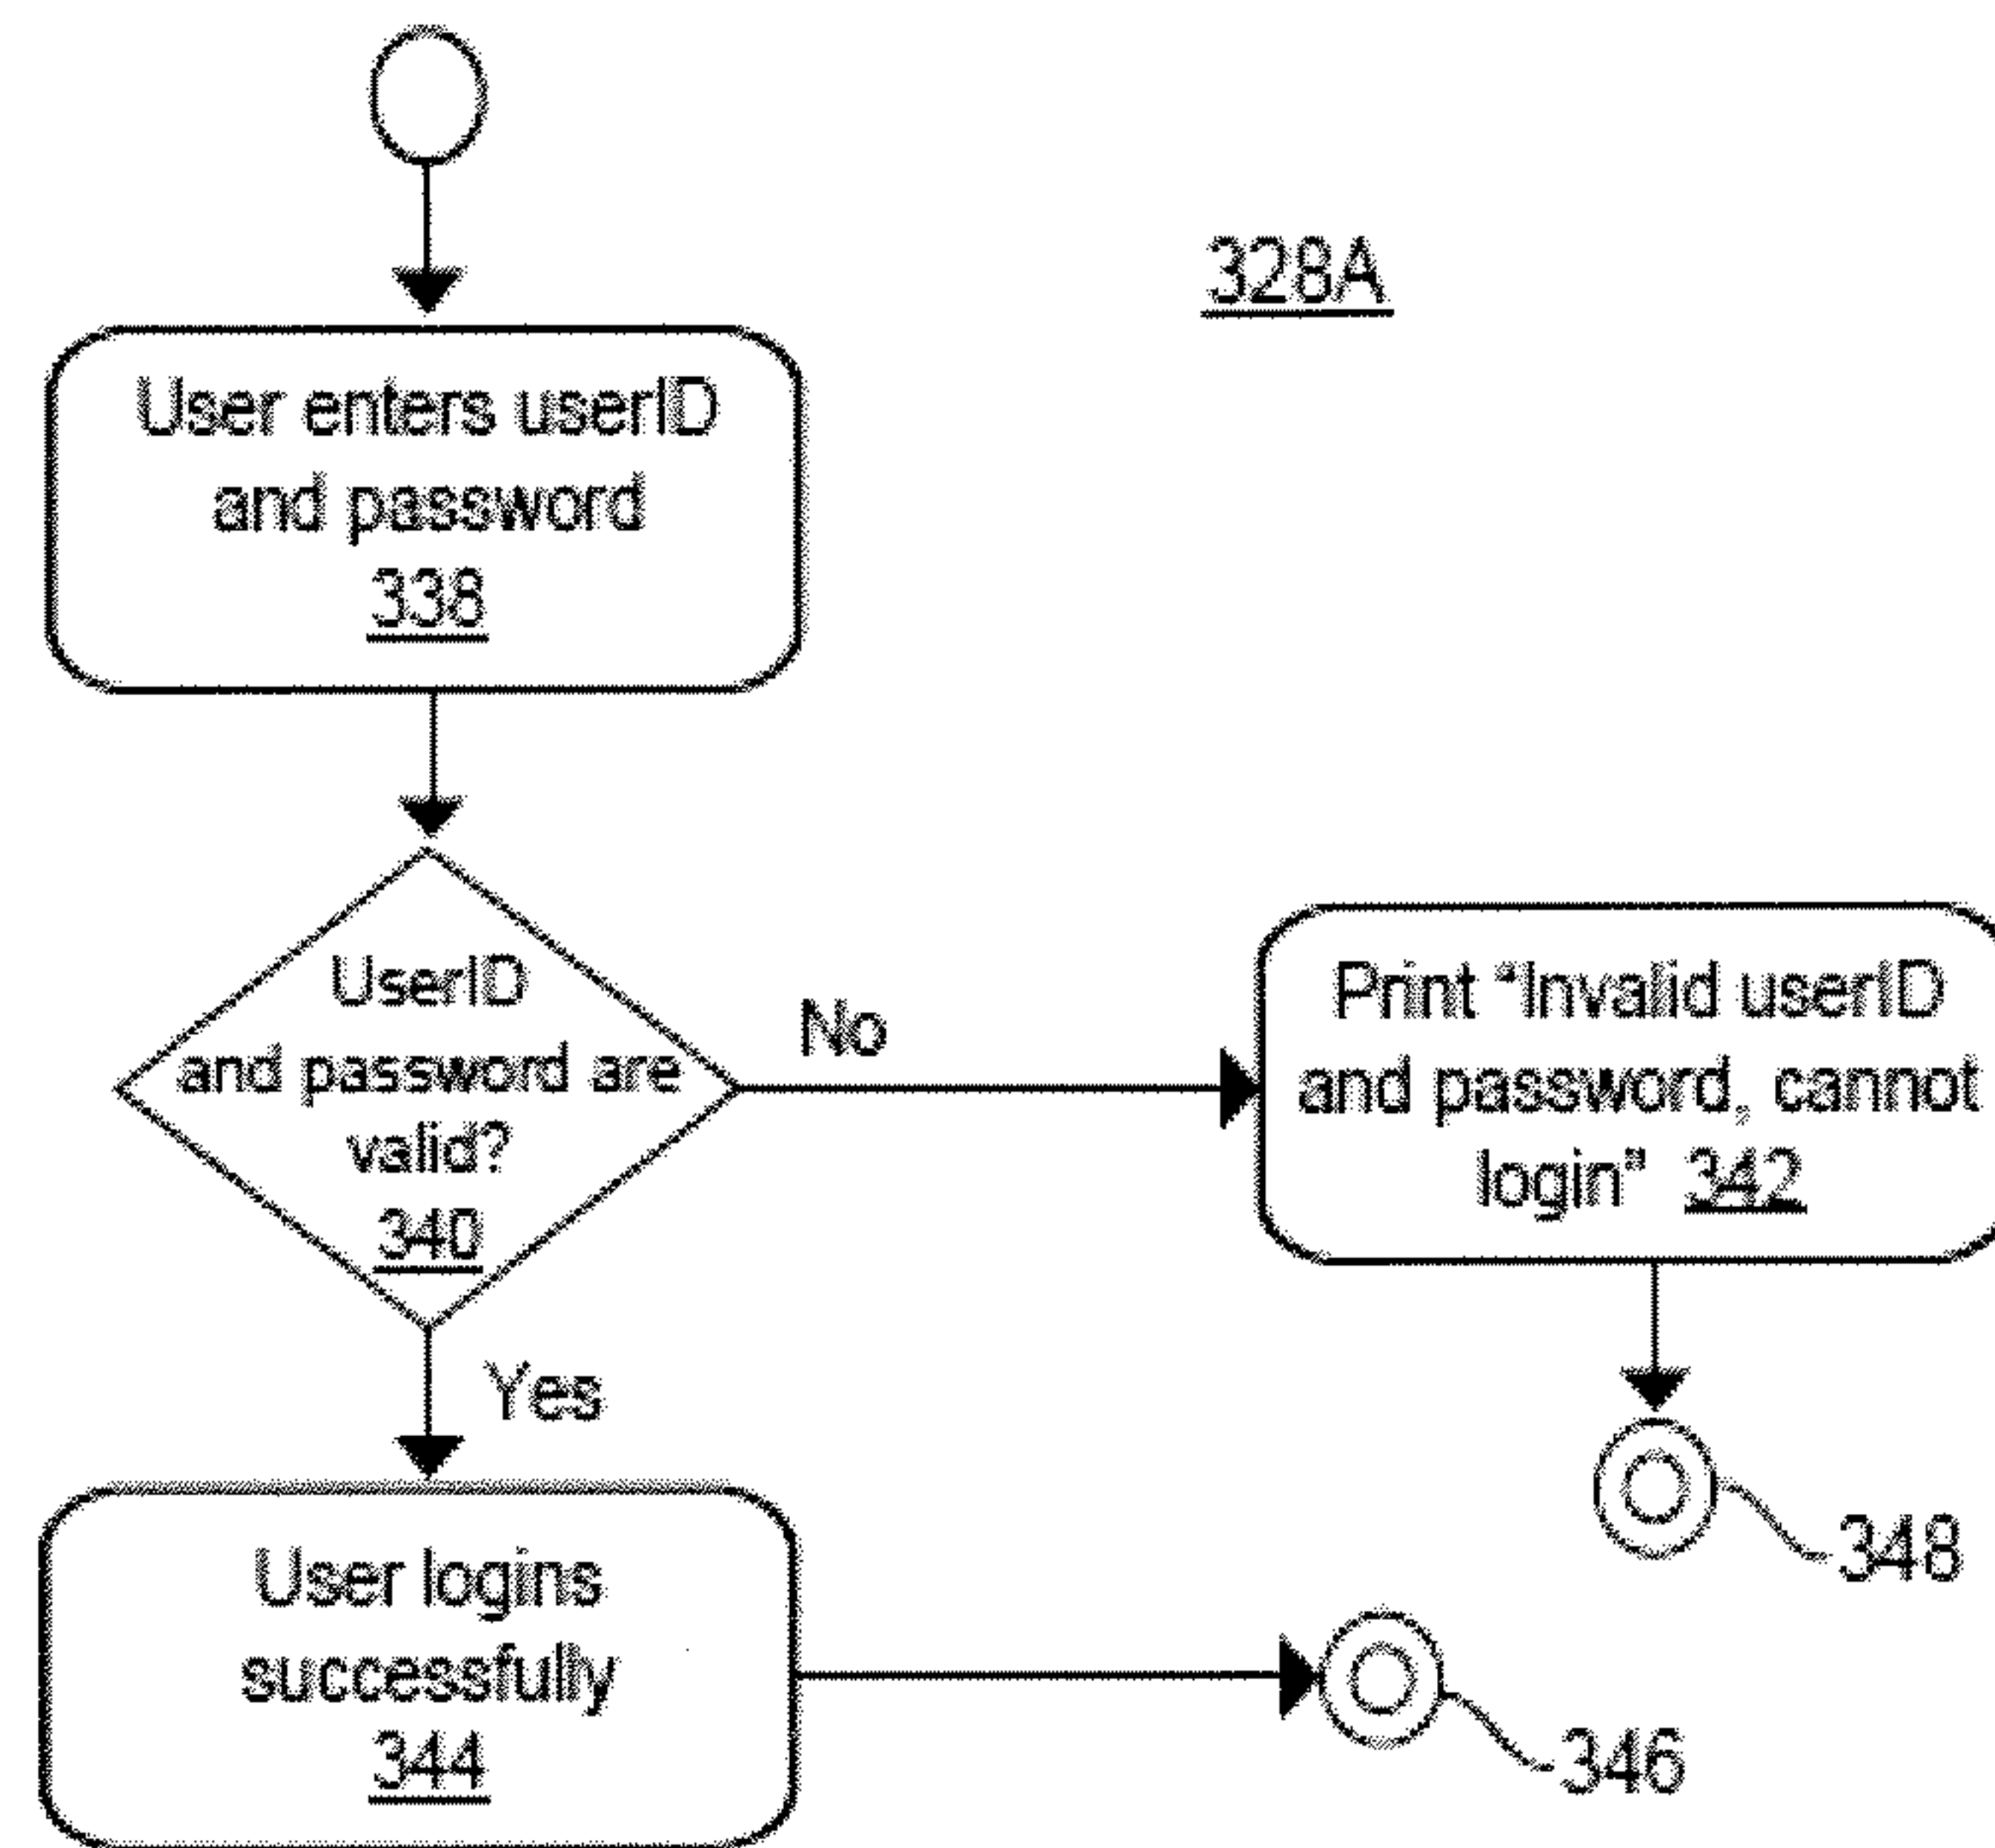 328A
User enters userID
and password
338
UserID
and password are
valid?
340
No
Print "Invalid userID
and password, cannot
login" 342
Yes
348
User logins
successfully
344
346